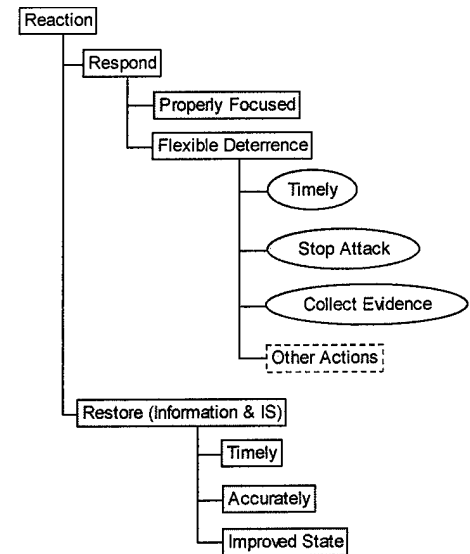 Reaction
Respond
Properly Focused
Flexible Deterrence
Timely
Stop Attack
Collect Evidence
Other Actions
Restore (Information & IS)
Timely
Accurately
Improved State